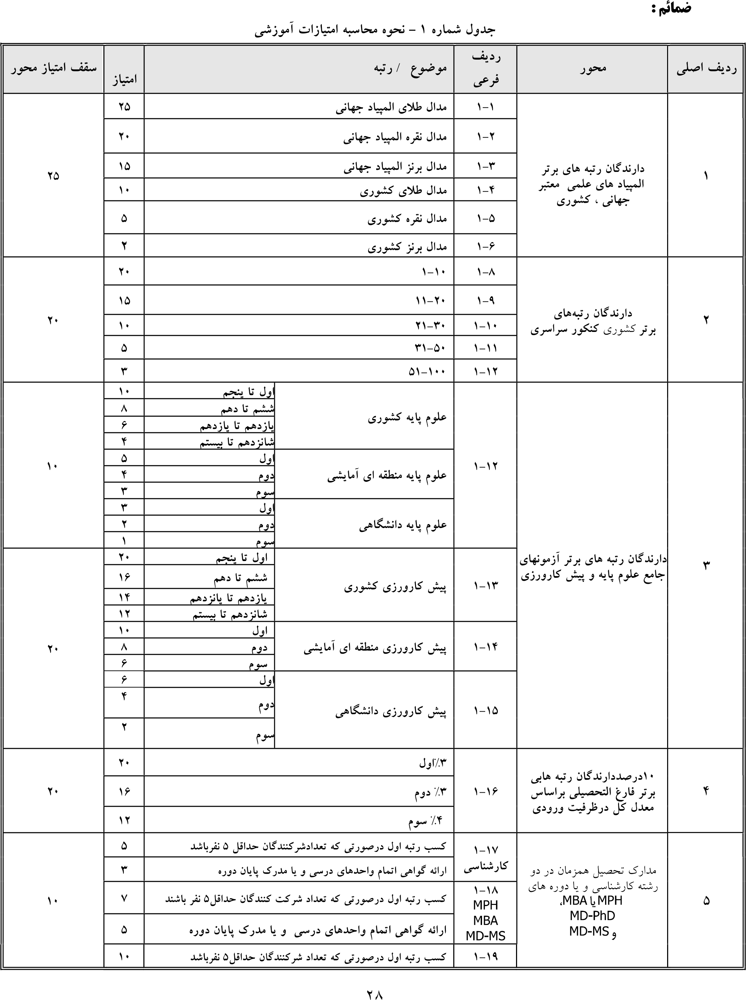 ضمائم :
جدول شماره ۱ – نحوه محاسبه امتیازات آموزشی
ردیف اصلی
محور
ردیف
فرعی
موضوع / رتبه
امتیاز
سقف امتیاز محور
۱
دارندگان رتبه های برتر
المپیاد های علمی معتبر
جهانی ، کشوری
۱–۱
مدال طلای المپیاد جهانی
۲۵
۱–۲
مدال نقره المپیاد جهانی
۲۰
۱–۳
مدال برنز المپیاد جهانی
۱۵
۱–۴
مدال طلای کشوری
۱۰
۱–۵
مدال نقره کشوری
۵
۱–۶
مدال برنز کشوری
۲
۲۵
۲
دارندگان رتبه‌های
برتر کشوری کنکور سراسری
۱–۸
۱–۱۰
۲۰
۱–۹
۱۱–۲۰
۱۵
۱–۱۰
۲۱–۳۰
۱۰
۱–۱۱
۳۱–۵۰
۵
۱–۱۲
۵۱–۱۰۰
۳
۲۰
۳
دارندگان رتبه های برتر آزمونهای
جامع علوم پایه و پیش کارورزی
۱–۱۲
علوم پایه کشوری
اول تا پنجم
۱۰
ششم تا دهم
۸
یازدهم تا پازدهم
۶
شانزدهم تا بیستم
۴
علوم پایه منطقه ای آمایشی
اول
۵
دوم
۴
سوم
۳
علوم پایه دانشگاهی
اول
۳
دوم
۲
سوم
۱
۱۰
۱–۱۳
پیش کارورزی کشوری
اول تا پنجم
۲۰
ششم تا دهم
۱۶
یازدهم تا پانزدهم
۱۴
شانزدهم تا بیستم
۱۲
۱–۱۴
پیش کارورزی منطقه ای آمایشی
اول
۱۰
دوم
۸
سوم
۶
۱–۱۵
پیش کارورزی دانشگاهی
اول
۶
دوم
۴
سوم
۲
۲۰
۴
۱۰درصددارندگان رتبه هایی
برتر فارغ التحصیلی براساس
معدل کل درظرفیت ورودی
۱–۱۶
۳٪اول
۲۰
۳٪ دوم
۱۶
۴٪ سوم
۱۲
۲۰
۵
مدارک تحصیل همزمان در دو
رشته کارشناسی و یا دوره های
MPH یا MBA،
MD-PhD
و MD-MS
۱–۱۷
کارشناسی
کسب رتبه اول درصورتی که تعدادشرکنندگان حداقل ۵ نفرباشد
۵
ارائه گواهی اتمام واحدهای درسی و یا مدرک پایان دوره
۳
۱–۱۸
MPH
MBA
MD-MS
کسب رتبه اول درصورتی که تعداد شرکت کنندگان حداقل۵ نفر باشند
۷
ارائه گواهی اتمام واحدهای درسی و یا مدرک پایان دوره
۵
۱–۱۹
کسب رتبه اول درصورتی که تعداد شرکنندگان حداقل۵ نفرباشد
۱۰
۱۰
۲۸